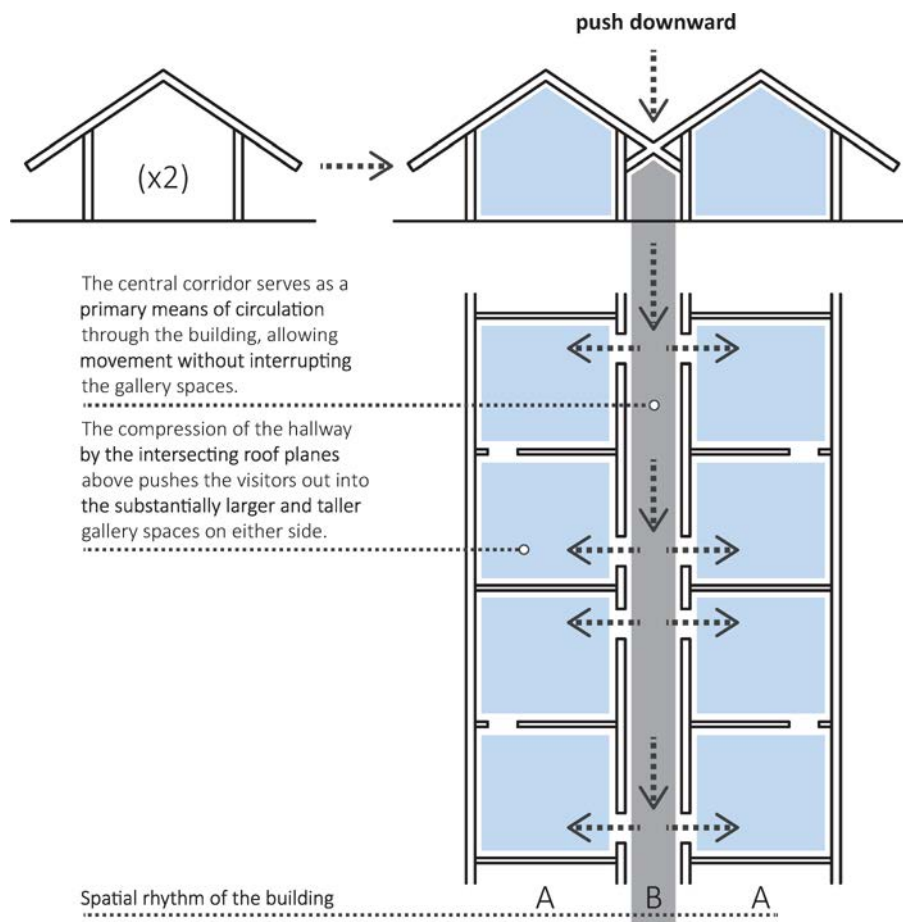 push downward
(x2)
The central corridor serves as a
primary means of circulation
through the building, allowing
movement without interrupting
the gallery spaces.
The compression of the hallway
by the intersecting roof planes
above pushes the visitors out into
the substantially larger and taller
gallery spaces on either side.
Spatial rhythm of the building
A B A